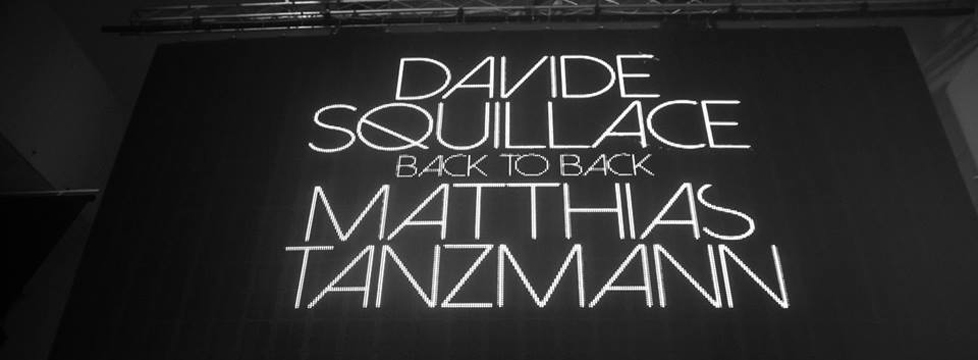 DAVIDE
SQUILLACE
BACK TO BACK
MATTHIAS
TANZMANN